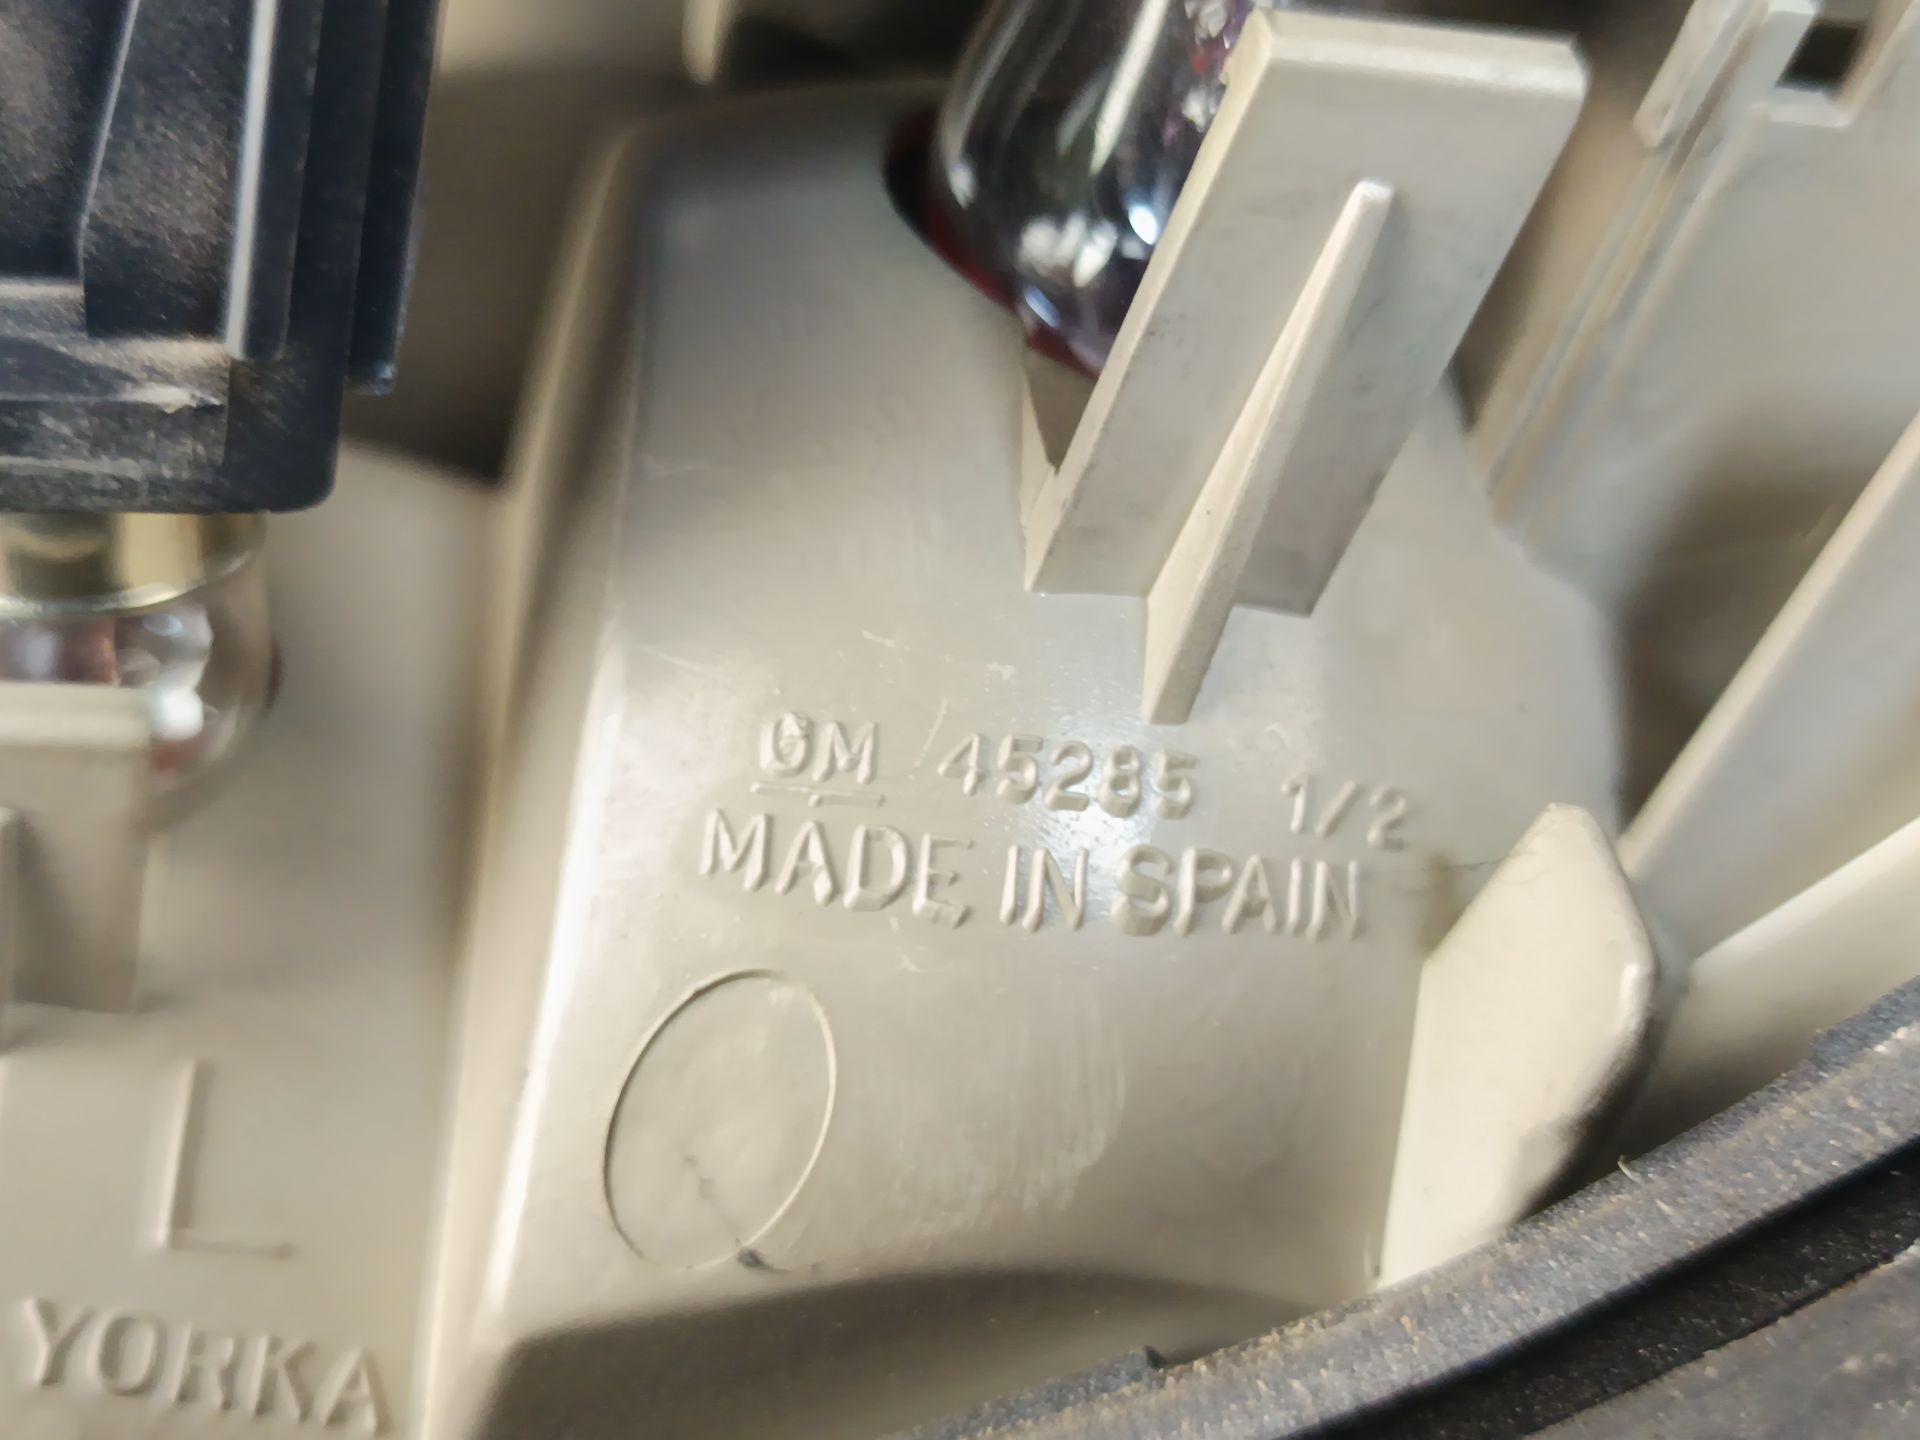 GM 45285 1/2
MADE IN SPAIN
L
YORKA